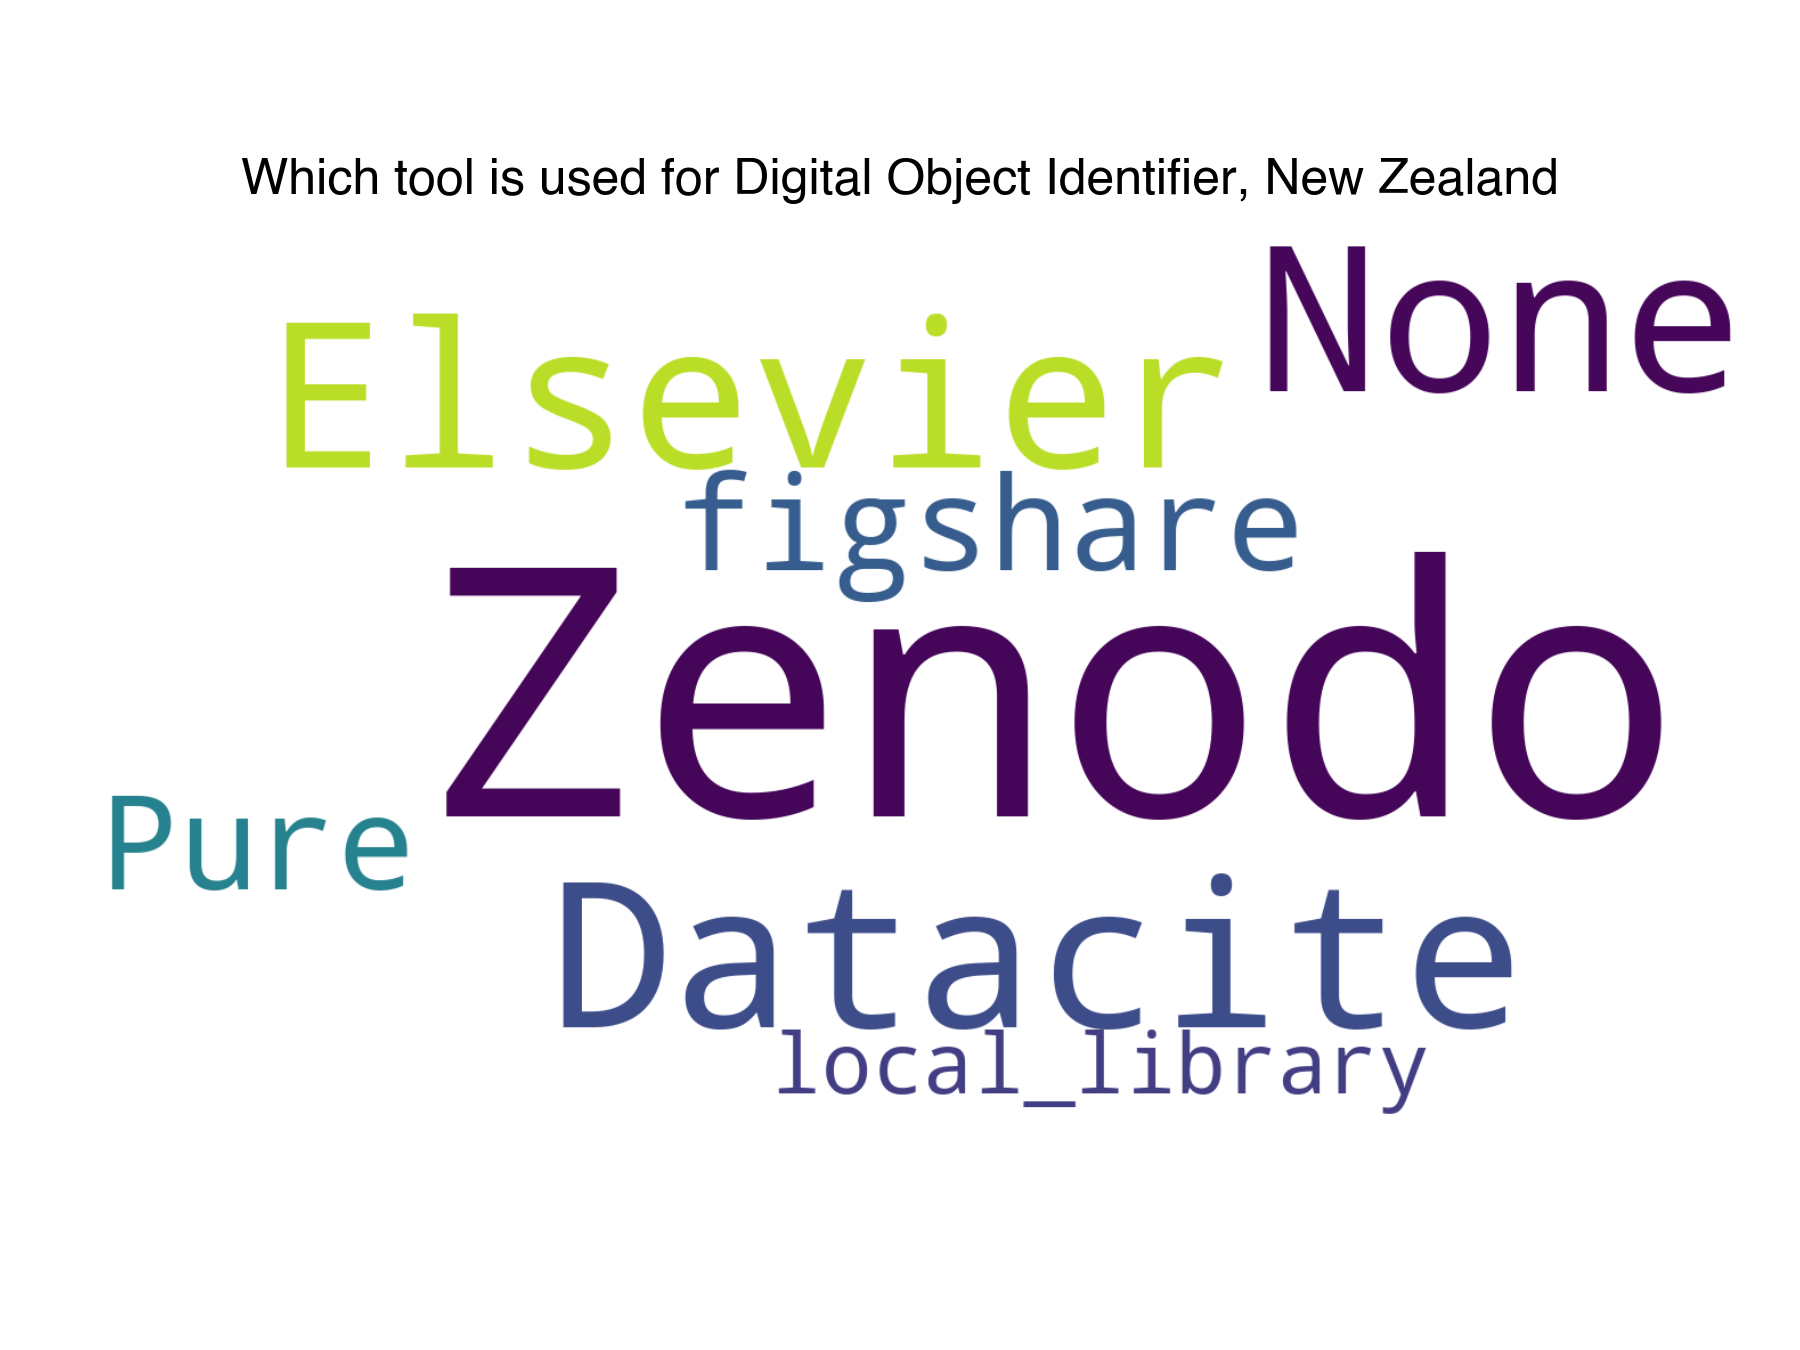 Which tool is used for Digital Object Identifier, New Zealand
None
Elsevier
figshare
Zenodo
Pure
Datacite
local_library